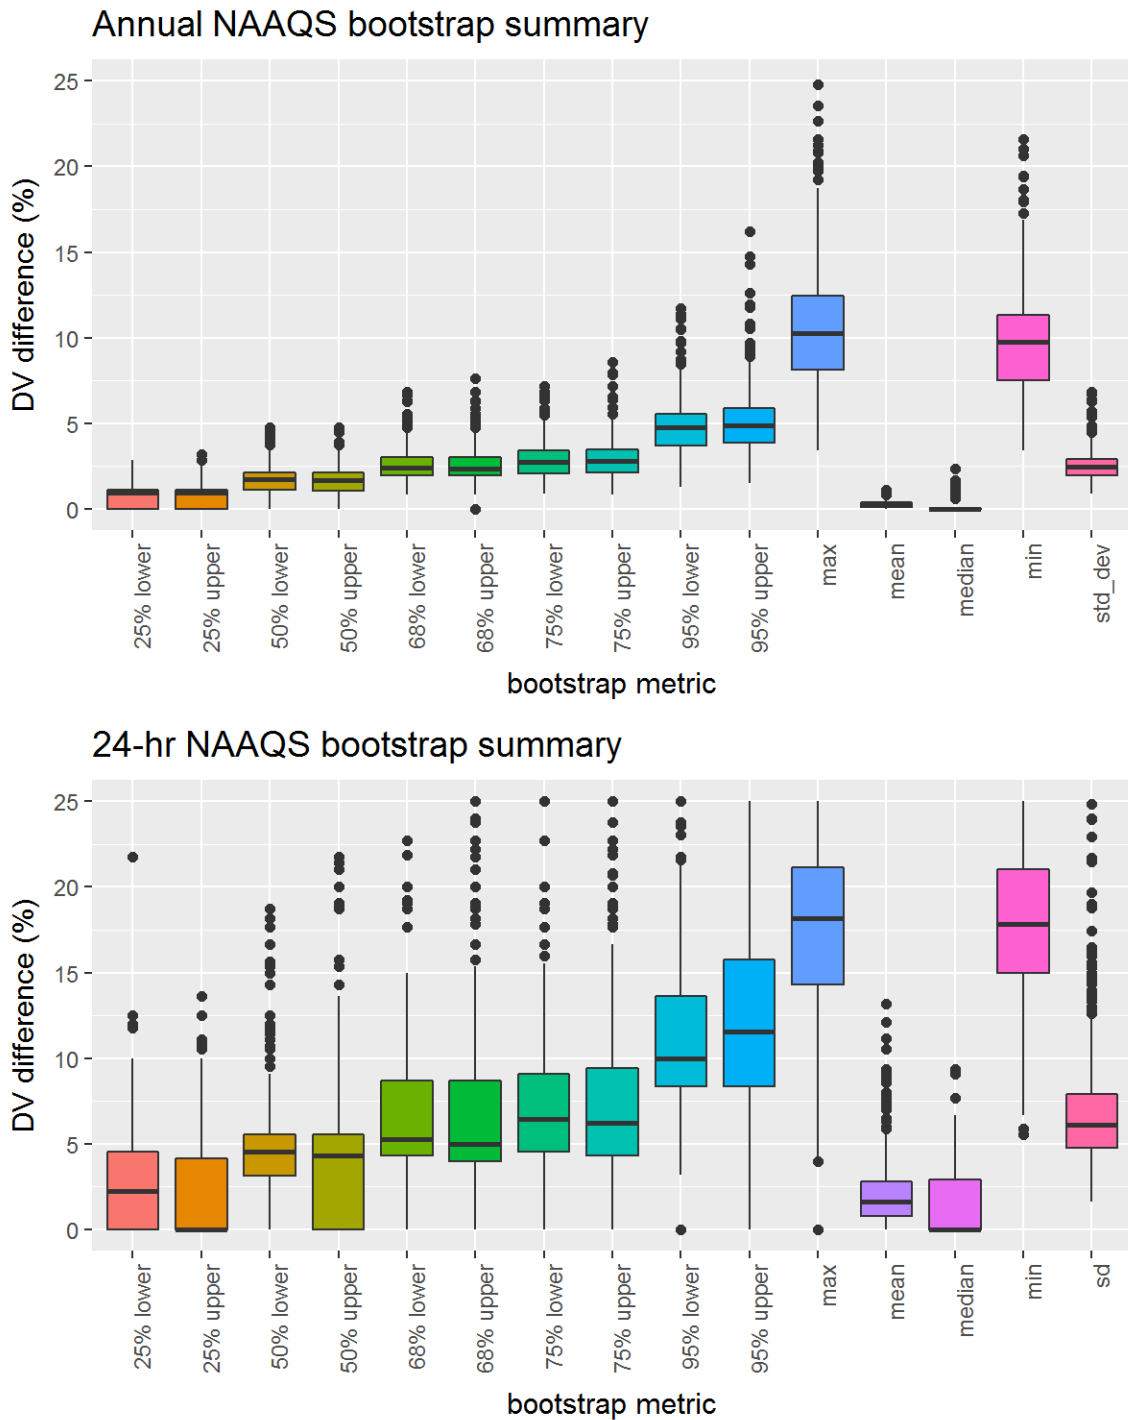 Annual NAAQS bootstrap summary
DV difference (%)
25
20
15
10
5
0
25% lower
25% upper
50% lower
50% upper
68% lower
68% upper
75% lower
75% upper
95% lower
95% upper
max
mean
median
min
std_dev
bootstrap metric
24-hr NAAQS bootstrap summary
DV difference (%)
25
20
15
10
5
0
25% lower
25% upper
50% lower
50% upper
68% lower
68% upper
75% lower
75% upper
95% lower
95% upper
max
mean
median
min
sd
bootstrap metric